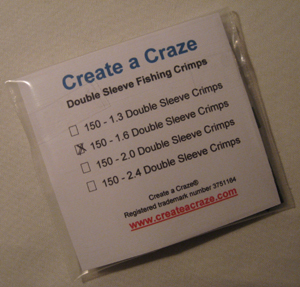 Create a Craze
Double Sleeve Fishing Crimps
150 - 1.3 Double Sleeve Crimps
150 - 1.6 Double Sleeve Crimps
150 - 2.0 Double Sleeve Crimps
150 - 2.4 Double Sleeve Crimps
Create a Craze®
Registered trademark number 3751164
www.createacraze.com